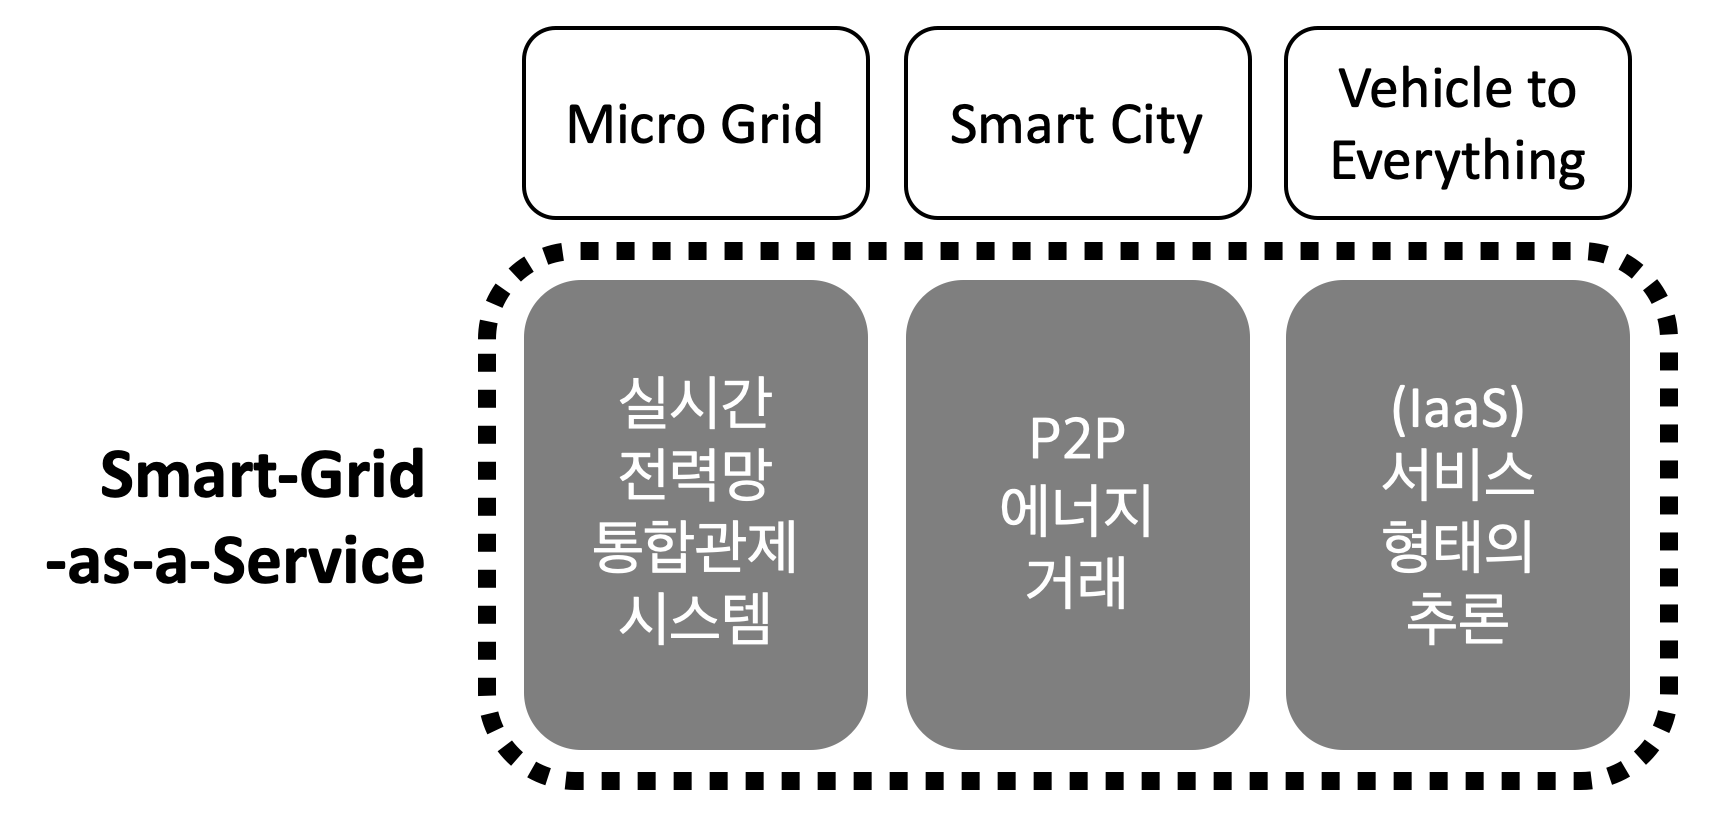 Micro Grid
Smart City
Vehicle to
Everything
Smart-Grid
-as-a-Service
실시간
전력망
통합관제
시스템
P2P
에너지
거래
(IaaS)
서비스
형태의
추론